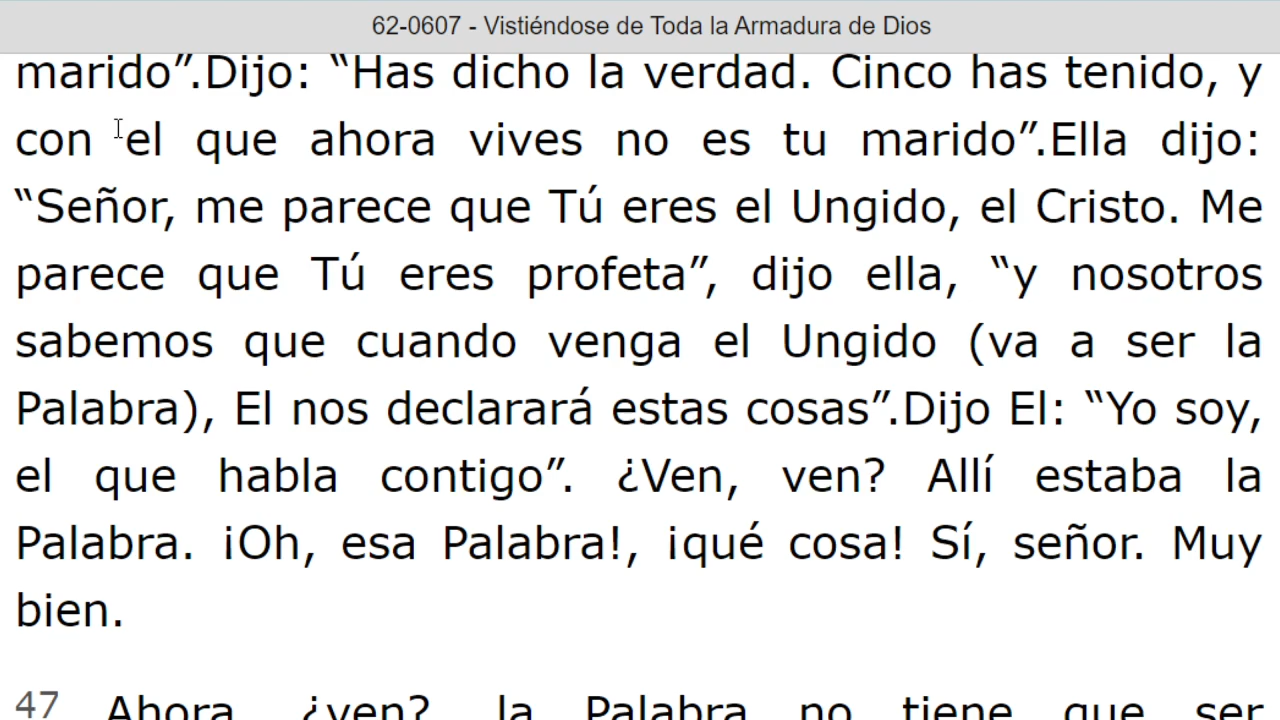 62-0607 - Vistiéndose de Toda la Armadura de Dios
marido”.Dijo: “Has dicho la verdad. Cinco has tenido, y
con el que ahora vives no es tu marido”.Ella dijo:
“Señor, me parece que Tú eres el Ungido, el Cristo. Me
parece que Tú eres profeta”, dijo ella, “y nosotros
sabemos que cuando venga el Ungido (va a ser la
Palabra), El nos declarará estas cosas”.Dijo El: “Yo soy,
el que habla contigo”. ¿Ven, ven? Allí estaba la
Palabra. ¡Oh, esa Palabra!, ¡qué cosa! Sí, señor. Muy
bien.
47 Ahora, ¿ven?, la Palabra no tiene que ser